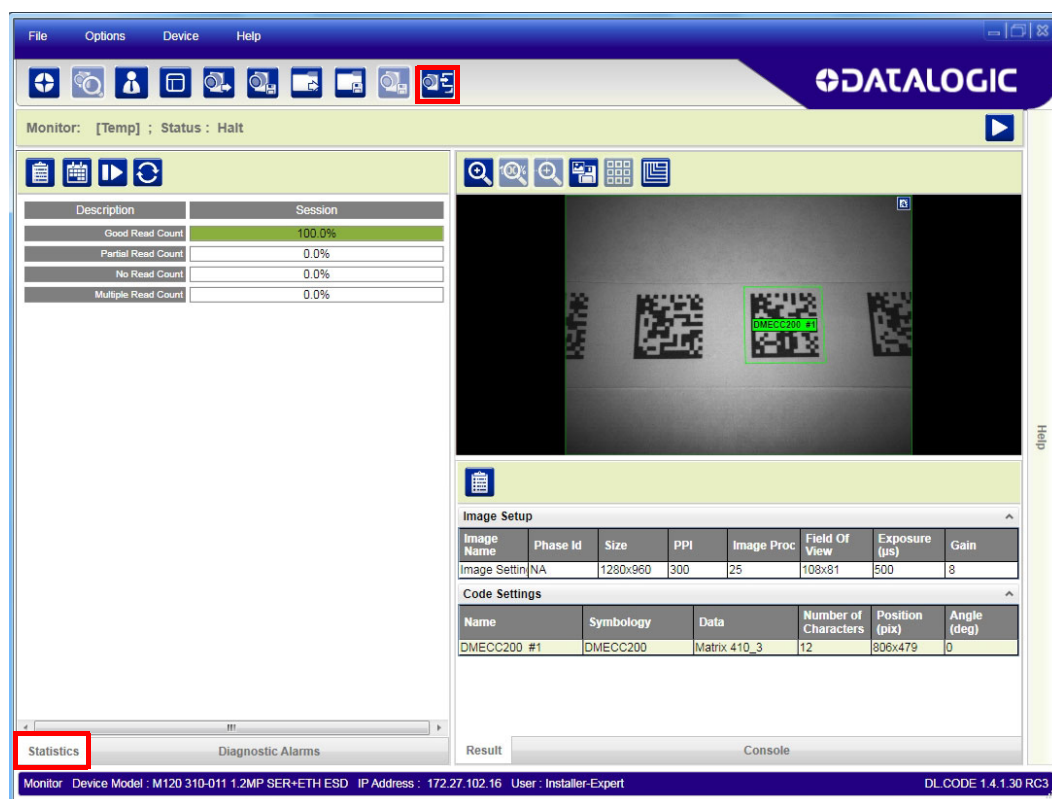 File Options Device Help
DATALOGIC
Monitor: [Temp] ; Status : Halt
Description Session
Good Read Count 100.0%
Partial Read Count 0.0%
No Read Count 0.0%
Multiple Read Count 0.0%
DMECC200 #1
Help
Image Setup
Image Name Phase Id Size PPI Image Proc Field Of View Exposure (µs) Gain
Image Settin NA 1280x960 300 25 108x81 500 8
Code Settings
Name Symbology Data Number of Characters Position (pix) Angle (deg)
DMECC200 #1 DMECC200 Matrix 410_3 12 806x479 0
Statistics Diagnostic Alarms
Result Console
Monitor Device Model : M120 310-011 1.2MP SER+ETH ESD IP Address : 172.27.102.16 User : Installer-Expert DL.CODE 1.4.1.30 RC3